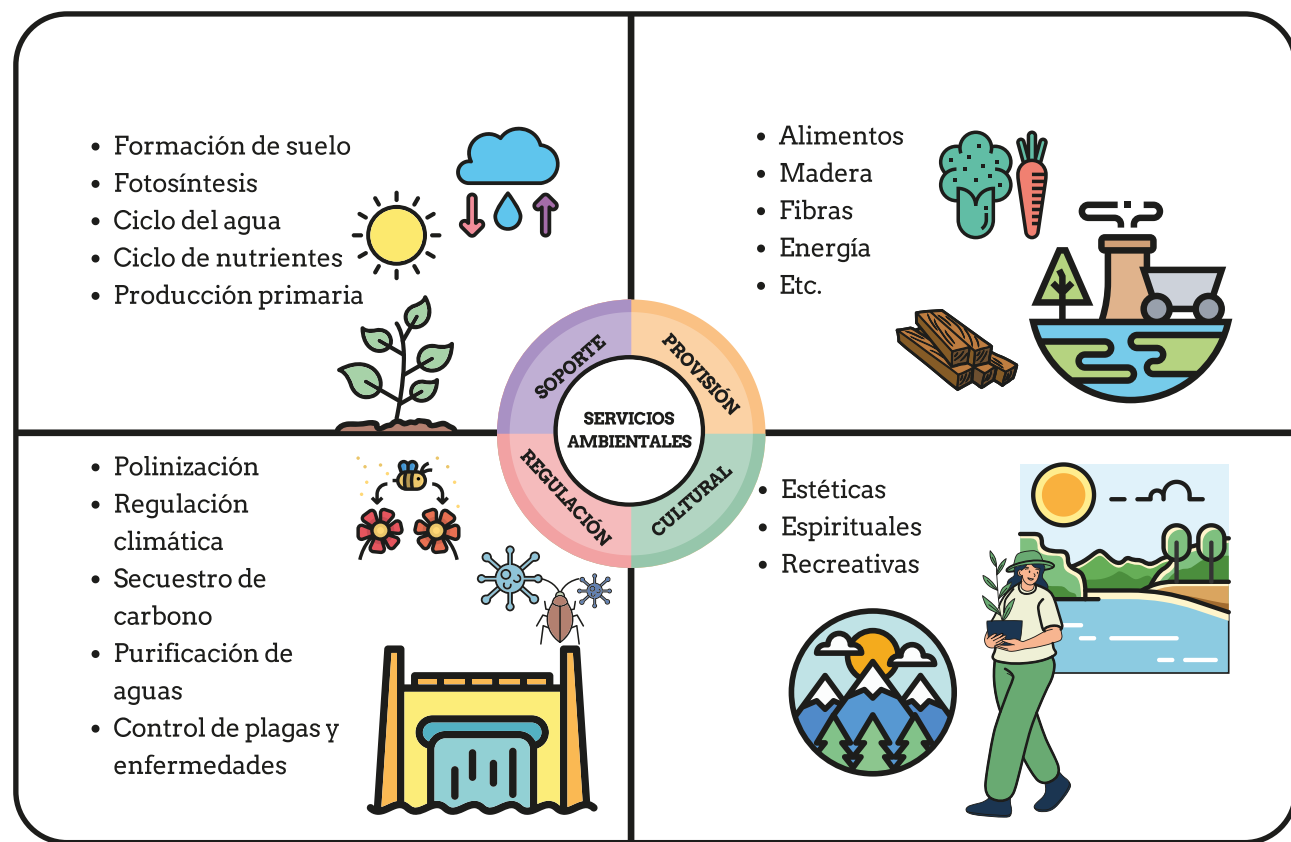 • Formación de suelo
• Fotosíntesis
• Ciclo del agua
• Ciclo de nutrientes
• Producción primaria
• Alimentos
• Madera
• Fibras
• Energía
• Etc.
SOPORTE
PROVISIÓN
SERVICIOS
AMBIENTALES
REGULACIÓN
CULTURAL
• Polinización
• Regulación
climática
• Secuestro de
carbono
• Purificación de
aguas
• Control de plagas y
enfermedades
• Estéticas
• Espirituales
• Recreativas